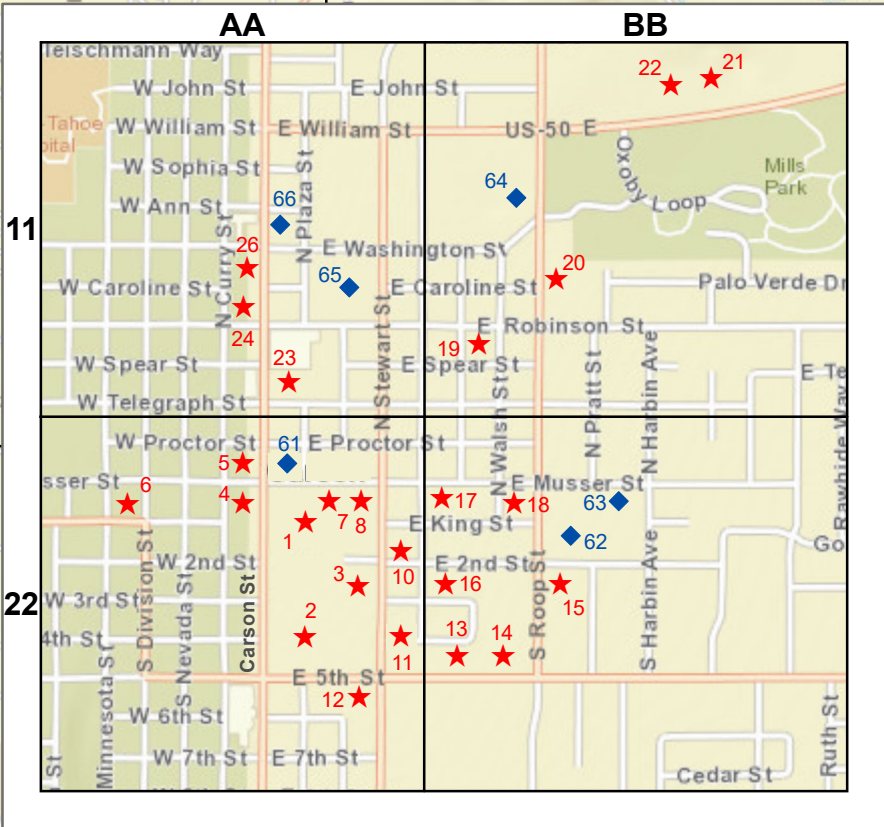 AA BB
Teischmann Way
22 21
W John St E John St
Tahoe
pital
W William St E William St US-50 E
W Sophia St
N Plaza St
Oxoby Loop
Mills
Park
64
66
W Ann St
11
N Curry St
26
E Washington St
20
65
W Caroline St E Caroline St Palo Verde Dr
N Stewart St
24
E Robinson St
19
23
W Spear St E Spear St
N Walsh St
N Pratt St
N Harbin Ave
E Te
W Telegraph St
Rawhide Way
W Proctor St 61 E Proctor St
5
sser St
6
4
E Musser St
63
17
18
7 8
1
E King St
62
Go
10
W 2nd St E 2nd St
S Division St
S Nevada St
Carson St
3
16
15
S Roop St
S Harbin Ave
22
W 3rd St
2
4th St
13 14
11
Minnesota St
E 5th St
12
W 6th St
W 7th St E 7th St
St
Cedar St
Ruth St